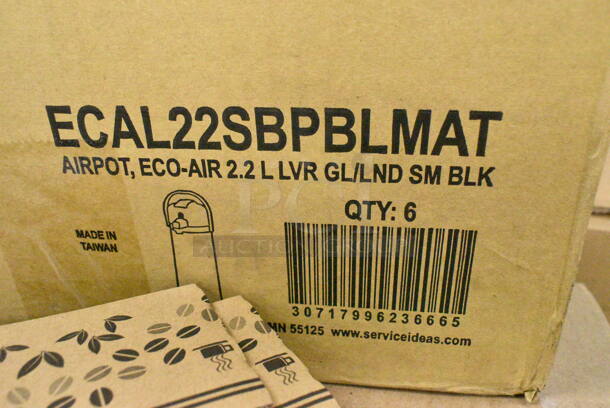 ECAL22SBPBLMAT
AIRPOT, ECO-AIR 2.2 L LVR GL/LND SM BLK
QTY: 6
MADE IN
TAIWAN
30717996236665
MN 55125 www.serviceideas.com